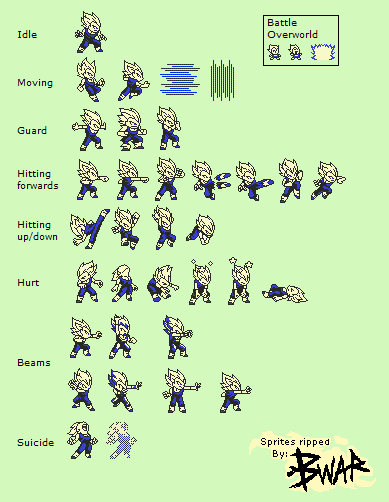 Idle
Battle
Overworld
Moving
Guard
Hitting
forwards
Hitting
up/down
Hurt
Beams
Suicide
Sprites ripped
By:
BWAR